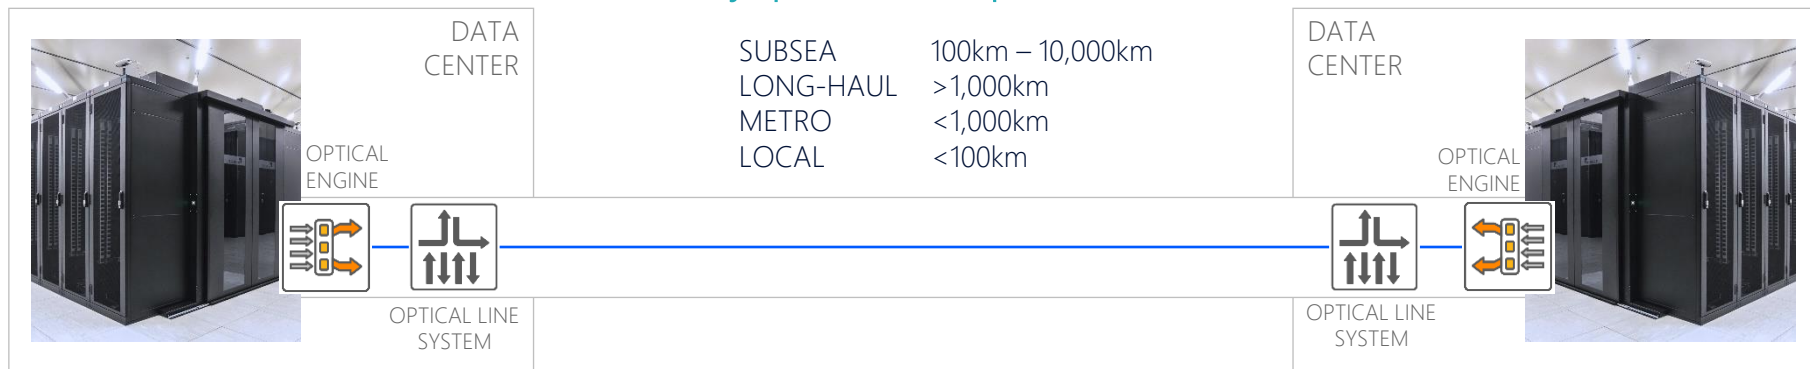 DATA
CENTER
SUBSEA 100km – 10,000km
LONG-HAUL >1,000km
METRO <1,000km
LOCAL <100km
DATA
CENTER
OPTICAL
ENGINE
OPTICAL
ENGINE
OPTICAL LINE
SYSTEM
OPTICAL LINE
SYSTEM